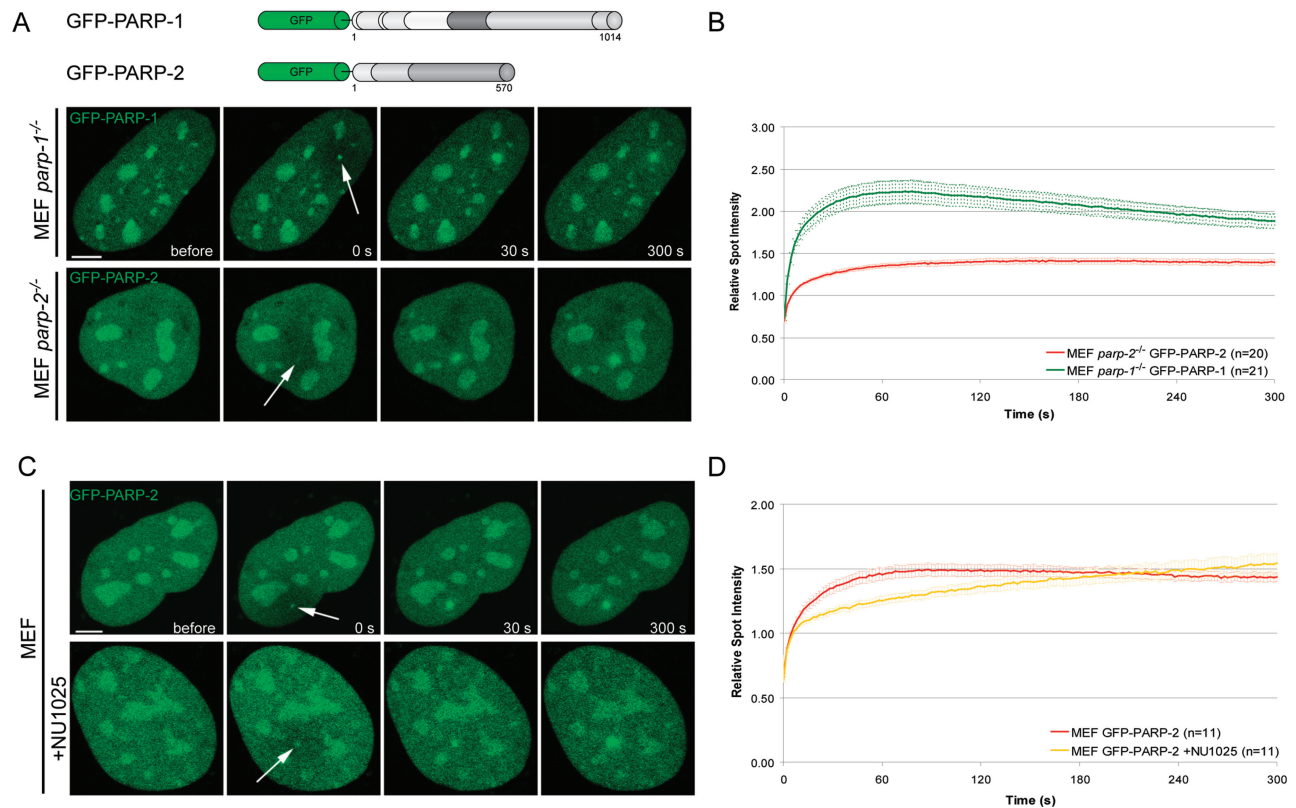 A
GFP-PARP-1
GFP
1
1014
GFP-PARP-2
GFP
1
570
MEF parp-1-/-
GFP-PARP-1
before
0 s
30 s
300 s
MEF parp-2-/-
GFP-PARP-2
B
Relative Spot Intensity
3.00
2.50
2.00
1.50
1.00
0.50
0.00
0
60
120
180
240
300
Time (s)
MEF parp-2-/- GFP-PARP-2 (n=20)
MEF parp-1-/- GFP-PARP-1 (n=21)
C
MEF
GFP-PARP-2
before
0 s
30 s
300 s
+NU1025
D
Relative Spot Intensity
2.00
1.50
1.00
0.50
0.00
0
60
120
180
240
300
Time (s)
MEF GFP-PARP-2 (n=11)
MEF GFP-PARP-2 +NU1025 (n=11)